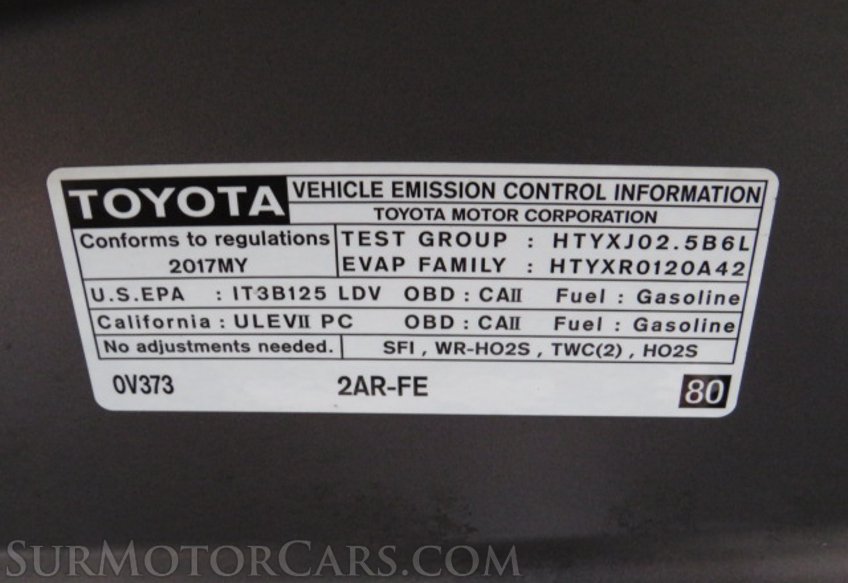 TOYOTA VEHICLE EMISSION CONTROL INFORMATION
TOYOTA MOTOR CORPORATION
Conforms to regulations
2017MY
TEST GROUP : HTYXJ02.5B6L
EVAP FAMILY : HTYXR0120A42
U.S.EPA : IT3B125 LDV OBD : CAII Fuel : Gasoline
California : ULEVII PC OBD : CAII Fuel : Gasoline
No adjustments needed. SFI , WR-HO2S , TWC(2) , HO2S
0V373 2AR-FE 80
SurMotorCars.com